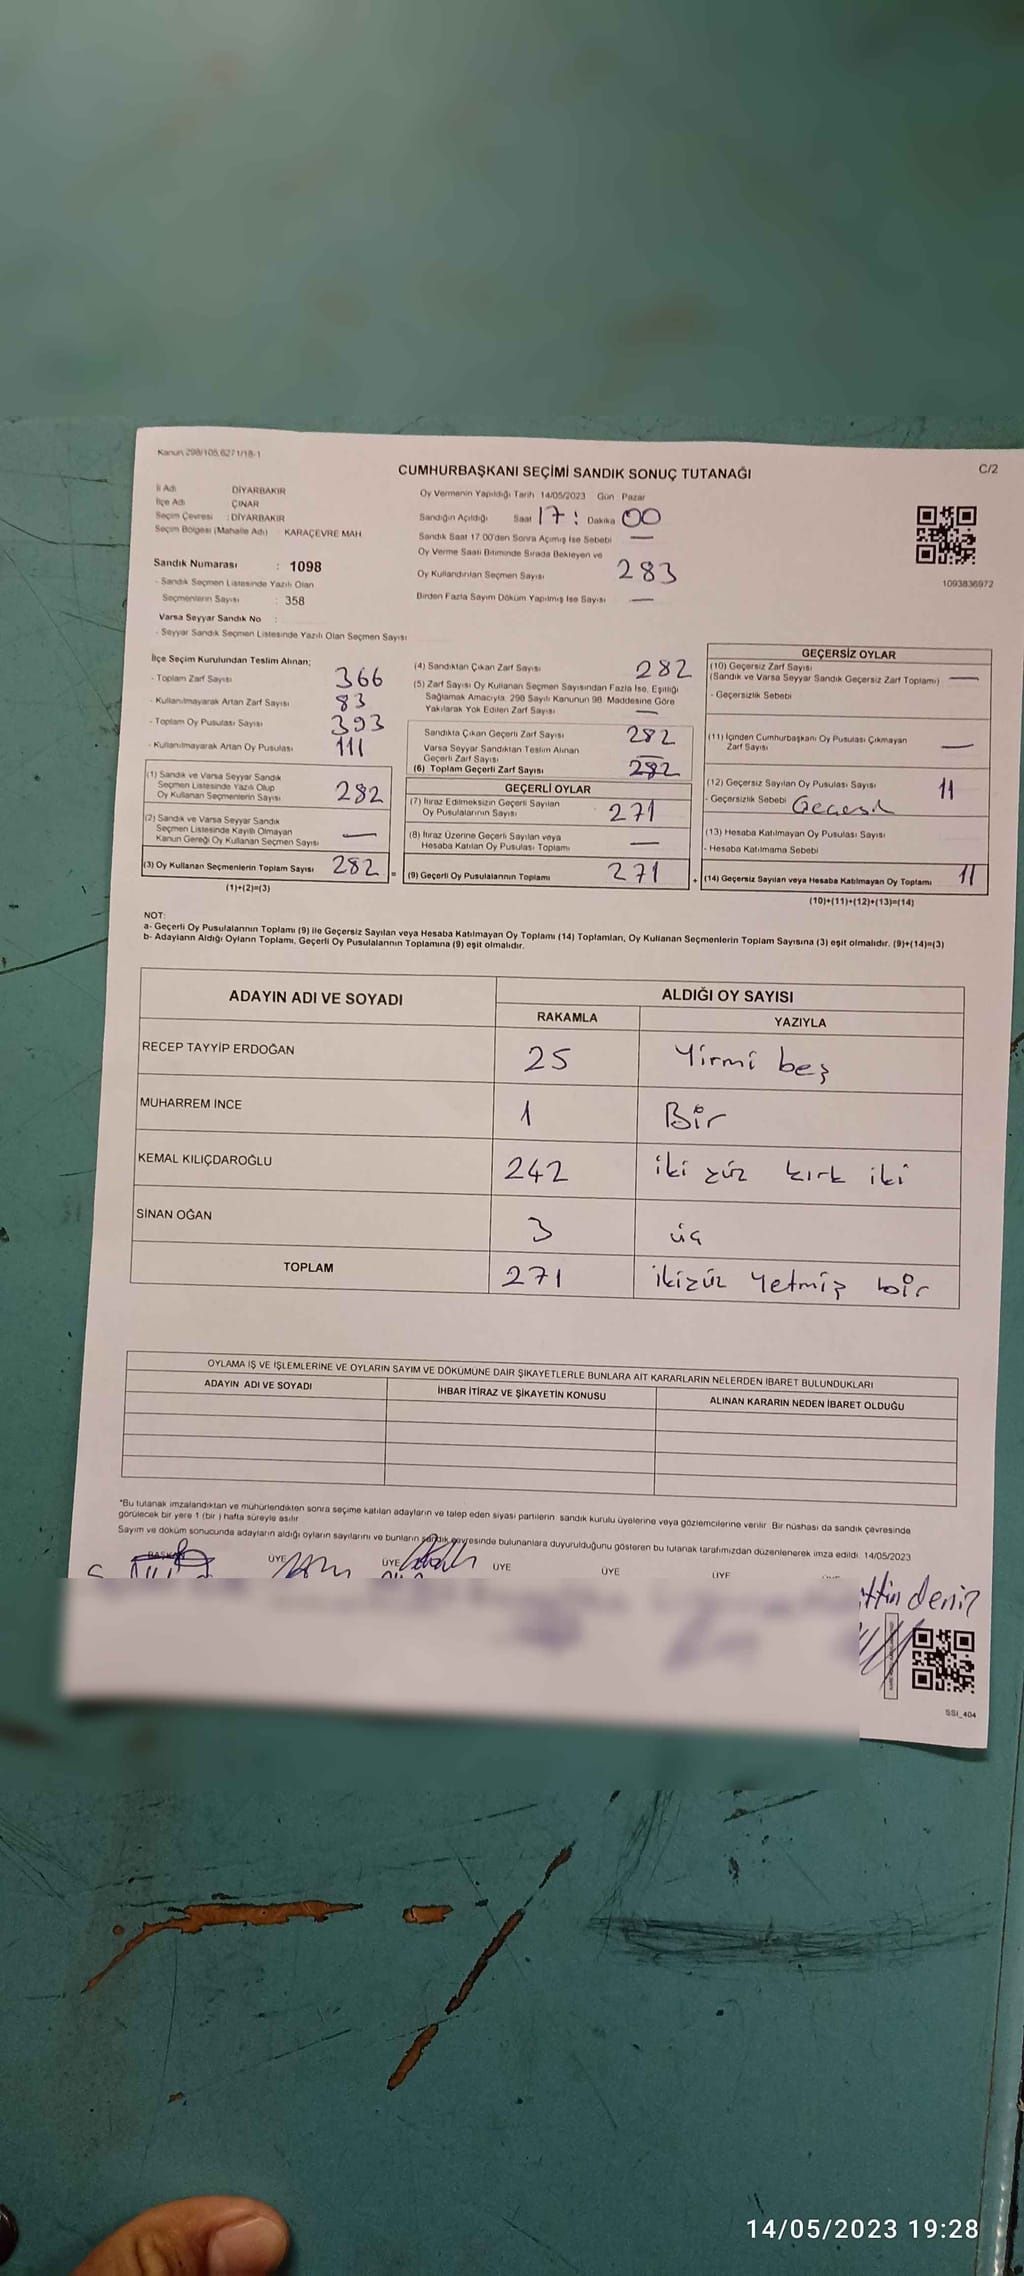 Kanun 298/105,6271/18-1
CUMHURBAŞKANI SEÇİMİ SANDIK SONUÇ TUTANAĞI
C/2
İl Adı DİYARBAKIR
İlçe Adı ÇINAR
Seçim Çevresi : DİYARBAKIR
Seçim Bölgesi (Mahalle Adı) : KARAÇEVRE MAH
Sandık Numarası : 1098
- Sandık Seçmen Listesinde Yazılı Olan
Seçmenlerin Sayısı : 358
Varsa Seyyar Sandık No :
- Seyyar Sandık Seçmen Listesinde Yazılı Olan Seçmen Sayısı
Oy Vermenin Yapıldığı Tarih 14/05/2023 Gün Pazar
Sandığın Açıldığı Saat 17 : Dakika 00
Sandık Saat 17.00'den Sonra Açımış İse Sebebi —
Oy Verme Saati Bitiminde Sırada Bekleyen ve
Oy Kullandırılan Seçmen Sayısı 283
Birden Fazla Sayım Döküm Yapılmış İse Sayısı —
1093836972
İlçe Seçim Kurulundan Teslim Alınan;
- Toplam Zarf Sayısı 366
- Kullanılmayarak Artan Zarf Sayısı 83
- Toplam Oy Pusulası Sayısı 393
- Kullanılmayarak Artan Oy Pusulası 111
(1) Sandık ve Varsa Seyyar Sandık
Seçmen Listesinde Yazılı Olup
Oy Kullanan Seçmenlerin Sayısı 282
(2) Sandık ve Varsa Seyyar Sandık
Seçmen Listesinde Kayıtlı Olmayan
Kanun Gereği Oy Kullanan Seçmen Sayısı —
(3) Oy Kullanan Seçmenlerin Toplam Sayısı 282 =
(1)+(2)=(3)
(4) Sandıktan Çıkan Zarf Sayısı 282
(5) Zarf Sayısı Oy Kullanan Seçmen Sayısından Fazla İse, Eşitliği
Sağlamak Amacıyla, 298 Sayılı Kanunun 98. Maddesine Göre
Yakılarak Yok Edilen Zarf Sayısı —
Sandıkta Çıkan Geçerli Zarf Sayısı 282
Varsa Seyyar Sandıktan Teslim Alınan
Geçerli Zarf Sayısı —
(6) Toplam Geçerli Zarf Sayısı 282
GEÇERLİ OYLAR
(7) İtiraz Edilmeksizin Geçerli Sayılan
Oy Pusulalarının Sayısı 271
(8) İtiraz Üzerine Geçerli Sayılan veya
Hesaba Katılan Oy Pusulası Toplamı —
(9) Geçerli Oy Pusulalarının Toplamı 271 +
GEÇERSİZ OYLAR
(10) Geçersiz Zarf Sayısı
(Sandık ve Varsa Seyyar Sandık Geçersiz Zarf Toplamı) —
- Geçersizlik Sebebi
(11) İçinden Cumhurbaşkanı Oy Pusulası Çıkmayan
Zarf Sayısı —
(12) Geçersiz Sayılan Oy Pusulası Sayısı 11
- Geçersizlik Sebebi
(13) Hesaba Katılmayan Oy Pusulası Sayısı
- Hesaba Katılmama Sebebi
(14) Geçersiz Sayılan veya Hesaba Katılmayan Oy Toplamı 11
(10)+(11)+(12)+(13)=(14)
NOT:
a- Geçerli Oy Pusulalarının Toplamı (9) ile Geçersiz Sayılan veya Hesaba Katılmayan Oy Toplamı (14) Toplamları, Oy Kullanan Seçmenlerin Toplam Sayısına (3) eşit olmalıdır. (9)+(14)=(3)
b- Adayların Aldığı Oyların Toplamı, Geçerli Oy Pusulalarının Toplamına (9) eşit olmalıdır.
ADAYIN ADI VE SOYADI ALDIĞI OY SAYISI
RAKAMLA YAZIYLA
RECEP TAYYİP ERDOĞAN 25 Yirmi beş
MUHARREM İNCE 1 Bir
KEMAL KILIÇDAROĞLU 242 iki yüz kırk iki
SİNAN OĞAN 3 üç
TOPLAM 271 ikiyüz Yetmiş bir
OYLAMA İŞ VE İŞLEMLERİNE VE OYLARIN SAYIM VE DÖKÜMÜNE DAİR ŞİKAYETLERLE BUNLARA AİT KARARLARIN NELERDEN İBARET BULUNDUKLARI
ADAYIN ADI VE SOYADI İHBAR İTİRAZ VE ŞİKAYETİN KONUSU ALINAN KARARIN NEDEN İBARET OLDUĞU
*Bu tutanak imzalandıktan ve mühürlendikten sonra seçime katılan adayların ve talep eden siyasi partilerin sandık kurulu üyelerine veya gözlemcilerine verilir. Bir nüshası da sandık çevresinde
görülecek bir yere 1 (bir) hafta süreyle asılır
Sayım ve döküm sonucunda adayların aldığı oyların sayılarını ve bunların sandık çevresinde bulunanlara duyurulduğunu gösteren bu tutanak tarafımızdan düzenlenerek imza edildi. 14/05/2023
BAŞKAN ÜYE ÜYE ÜYE ÜYE ÜYE
ttin deniz
SSI_404
14/05/2023 19:28